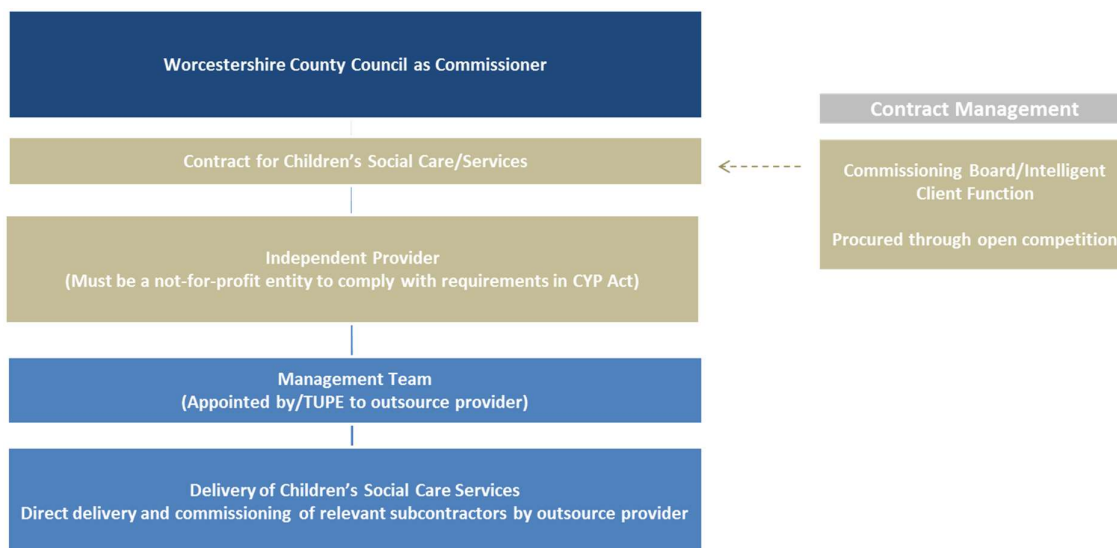 Worcestershire County Council as Commissioner
Contract for Children's Social Care/Services
Independent Provider
(Must be a not-for-profit entity to comply with requirements in CYP Act)
Management Team
(Appointed by/TUPE to outsource provider)
Delivery of Children's Social Care Services
Direct delivery and commissioning of relevant subcontractors by outsource provider
Contract Management
Commissioning Board/Intelligent
Client Function
Procured through open competition